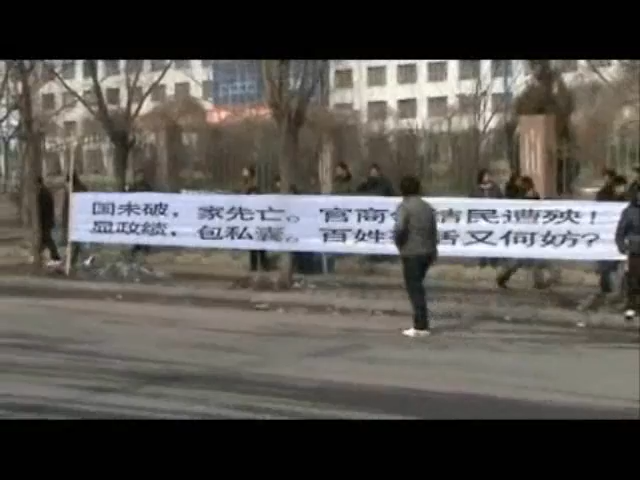 国未破，家先亡。官商 民遭殃！
显政绩，包私囊。百姓 活又何妨？